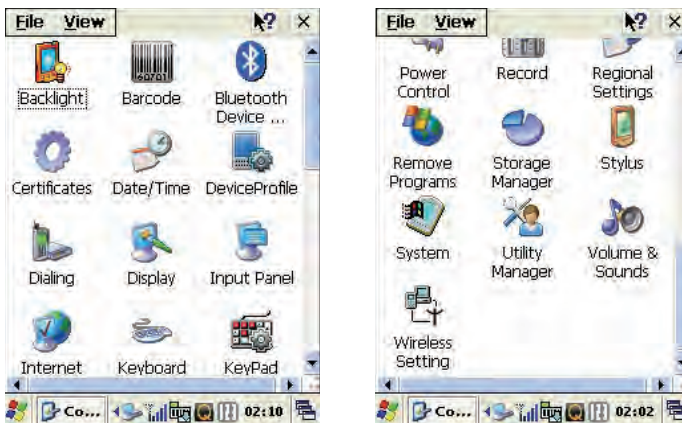 File View ? ×
Backlight Barcode Bluetooth
Device ...
60701
Certificates Date/Time DeviceProfile
Dialing Display Input Panel
Internet Keyboard KeyPad
Co... 02:10
File View ? ×
Power Record Regional
Control Settings
Remove Storage Stylus
Programs Manager
System Utility Volume &
Manager Sounds
Wireless
Setting
Co... 02:02